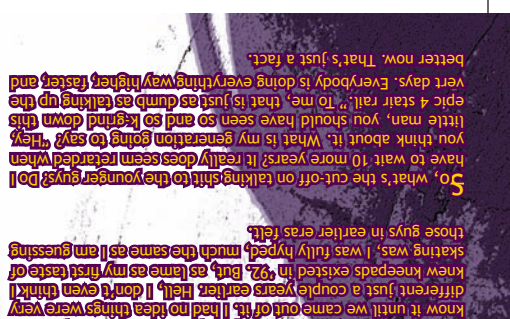 know it until we came out of it. I had no idea things were very
different just a couple years earlier. Hell, I don't even think I
knew kneepads existed in '92. But, as lame as my first taste of
skating was, I was fully hyped, much the same as I am guessing
those guys in earlier eras felt.
So, what's the cut-off on talking shit to the younger guys? Do I
have to wait 10 more years? It really does seem retarded when
you think about it. What is my generation going to say? "Hey,
little man, you should have seen so and so k-grind down this
epic 4 stair rail." To me, that is just as dumb as talking up the
vert days. Everybody is doing everything way higher, faster, and
better now. That's just a fact.